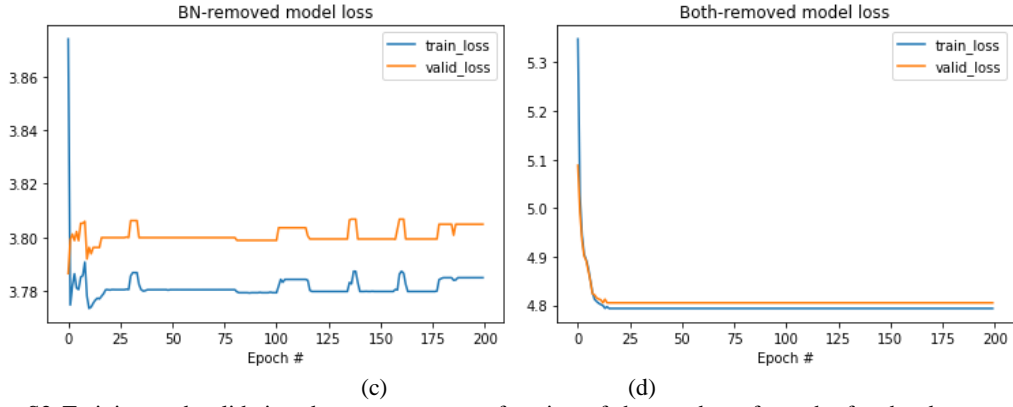 BN-removed model loss
train_loss
valid_loss
3.86
3.84
3.82
3.80
3.78
0 25 50 75 100 125 150 175 200
Epoch #
(c)
Both-removed model loss
train_loss
valid_loss
5.3
5.2
5.1
5.0
4.9
4.8
0 25 50 75 100 125 150 175 200
Epoch #
(d)